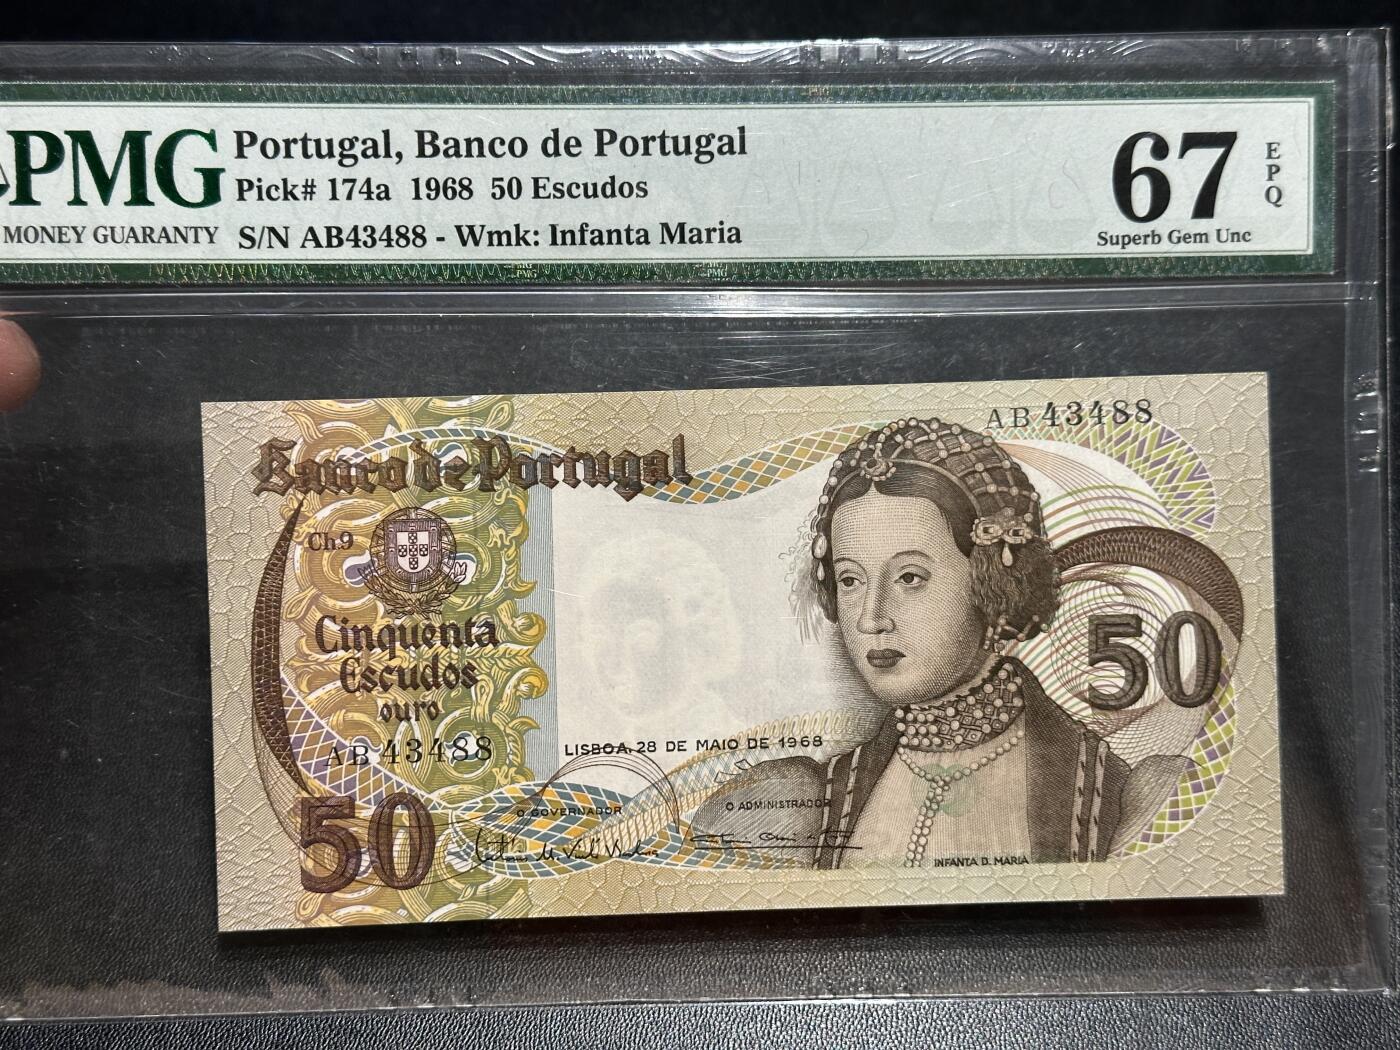 PMG
MONEY GUARANTY
Portugal, Banco de Portugal
Pick# 174a 1968 50 Escudos
S/N AB43488 - Wmk: Infanta Maria
67
EPQ
Superb Gem Unc
AB 43488
Banco de Portugal
Ch.9
Cinquenta
Escudos
ouro
50
AB 43488
LISBOA, 28 DE MAIO DE 1968
O GOVERNADOR
O ADMINISTRADOR
50
INFANTA D. MARIA